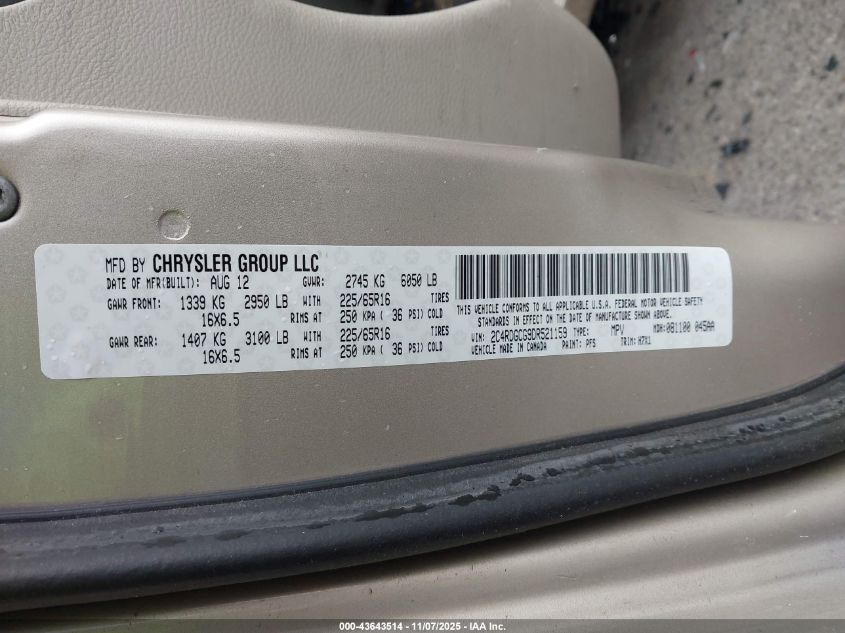 MFD BY CHRYSLER GROUP LLC
DATE OF MFR(BUILT): AUG 12 GVWR: 2745 KG 6050 LB
GAWR FRONT: 1339 KG 2950 LB WITH 225/65R16 TIRES
16X6.5 RIMS AT 250 KPA ( 36 PSI) COLD
GAWR REAR: 1407 KG 3100 LB WITH 225/65R16 TIRES
16X6.5 RIMS AT 250 KPA ( 36 PSI) COLD
THIS VEHICLE CONFORMS TO ALL APPLICABLE U.S.A. FEDERAL MOTOR VEHICLE SAFETY
STANDARDS IN EFFECT ON THE DATE OF MANUFACTURE SHOWN ABOVE
VIN: 2C4RDGCG9DR521159 TYPE: MPV MDH: 081100 045AA
VEHICLE MADE IN CANADA PAINT: PFS TRIM: H7X1
000-43643514 - 11/07/2025 - IAA Inc.